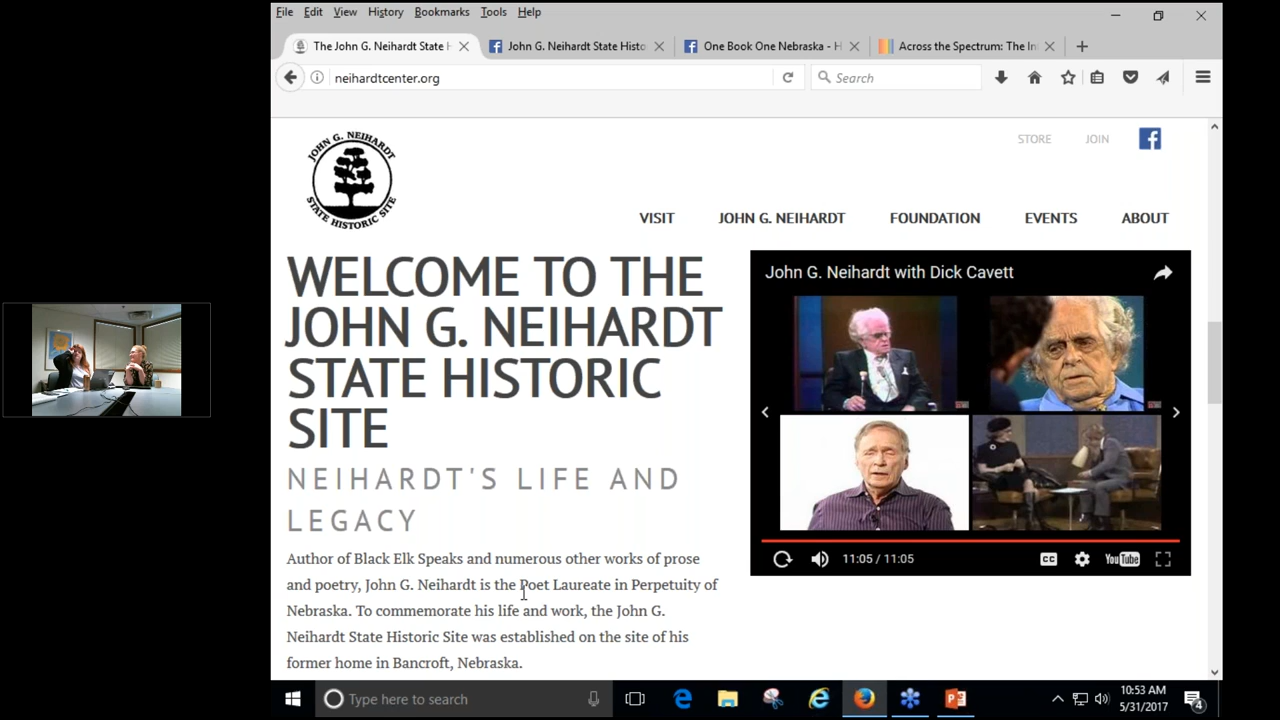 File Edit View History Bookmarks Tools Help
The John G. Neihardt State H
John G. Neihardt State Histo
One Book One Nebraska - H
Across the Spectrum: The In
neihardtcenter.org
Search
JOHN G. NEIHARDT
STATE HISTORIC SITE
STORE JOIN
VISIT JOHN G. NEIHARDT FOUNDATION EVENTS ABOUT
WELCOME TO THE
JOHN G. NEIHARDT
STATE HISTORIC
SITE
NEIHARDT'S LIFE AND
LEGACY
Author of Black Elk Speaks and numerous other works of prose
and poetry, John G. Neihardt is the Poet Laureate in Perpetuity of
Nebraska. To commemorate his life and work, the John G.
Neihardt State Historic Site was established on the site of his
former home in Bancroft, Nebraska.
John G. Neihardt with Dick Cavett
11:05 / 11:05
CC
YouTube
Type here to search
10:53 AM
5/31/2017
4